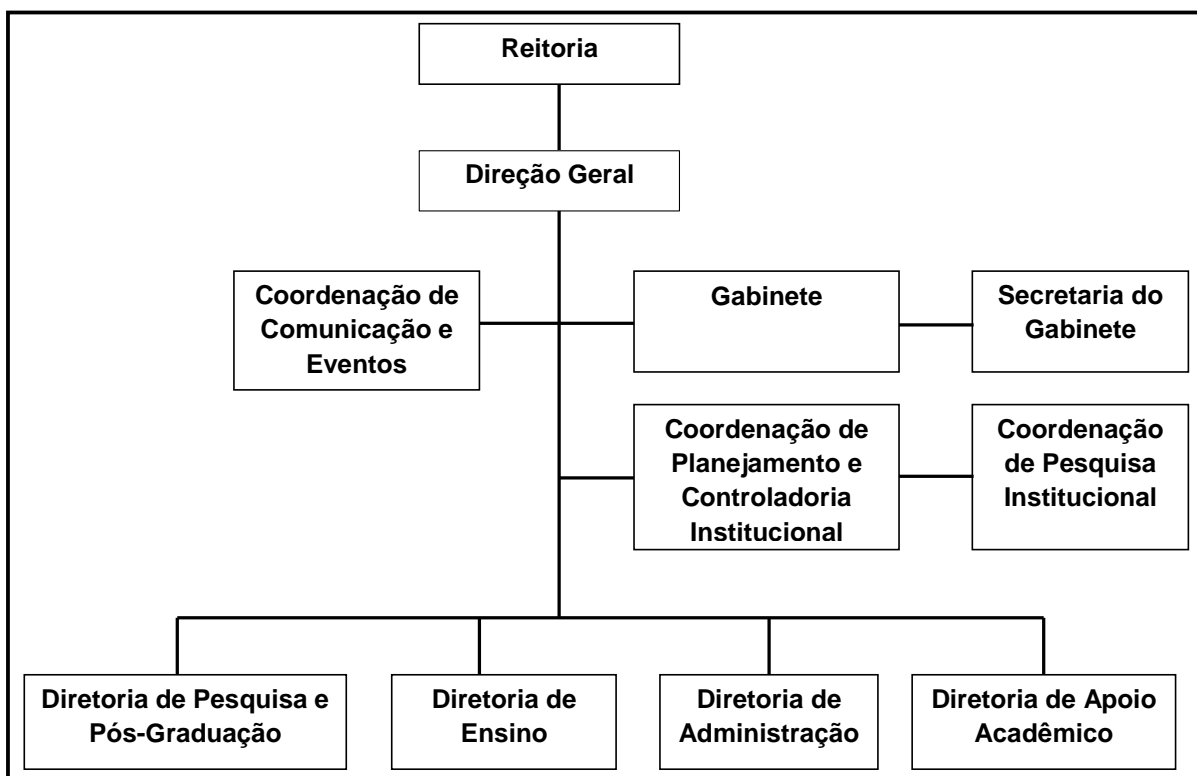 Reitoria
Direção Geral
Coordenação de
Comunicação e
Eventos
Gabinete
Secretaria do
Gabinete
Coordenação de
Planejamento e
Controladoria
Institucional
Coordenação
de Pesquisa
Institucional
Diretoria de Pesquisa e
Pós-Graduação
Diretoria de
Ensino
Diretoria de
Administração
Diretoria de Apoio
Acadêmico